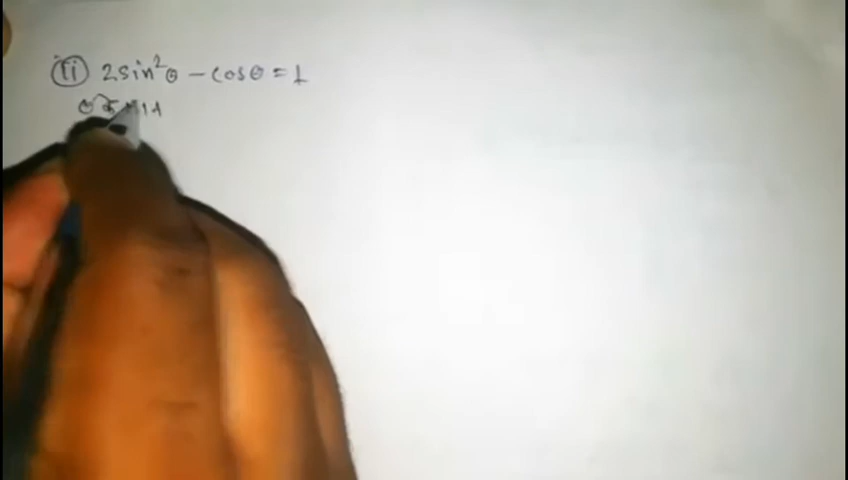 (ii) 2sin²θ - cosθ = 1